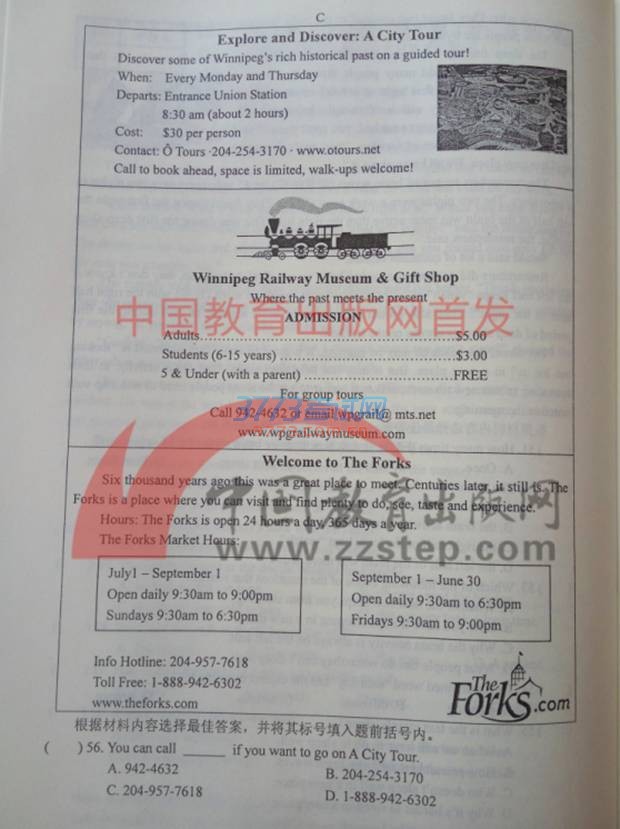 C
Explore and Discover: A City Tour
Discover some of Winnipeg's rich historical past on a guided tour!
When: Every Monday and Thursday
Departs: Entrance Union Station
8:30 am (about 2 hours)
Cost: $30 per person
Contact: Ô Tours ·204-254-3170 · www.otours.net
Call to book ahead, space is limited, walk-ups welcome!
Winnipeg Railway Museum & Gift Shop
Where the past meets the present
中国教育出版网首发
ADMISSION
Adults.......................................................$5.00
Students (6-15 years) .....................................$3.00
5 & Under (with a parent) ...............................FREE
For group tours
Call 942-4632 or email wpgrail@ mts.net
www.wpgrailwaymuseum.com
Welcome to The Forks
Six thousand years ago this was a great place to meet. Centuries later, it still is. The
Forks is a place where you can visit and find plenty to do, see, taste and experience.
中国教育出版网
Hours: The Forks is open 24 hours a day, 365 days a year.
The Forks Market Hours:
www.zzstep.com
July1 – September 1
Open daily 9:30am to 9:00pm
Sundays 9:30am to 6:30pm
September 1 – June 30
Open daily 9:30am to 6:30pm
Fridays 9:30am to 9:00pm
Info Hotline: 204-957-7618
Toll Free: 1-888-942-6302
www.theforks.com
The
Forks.com
根据材料内容选择最佳答案，并将其标号填入题前括号内。
( ) 56. You can call ______ if you want to go on A City Tour.
A. 942-4632 B. 204-254-3170
C. 204-957-7618 D. 1-888-942-6302